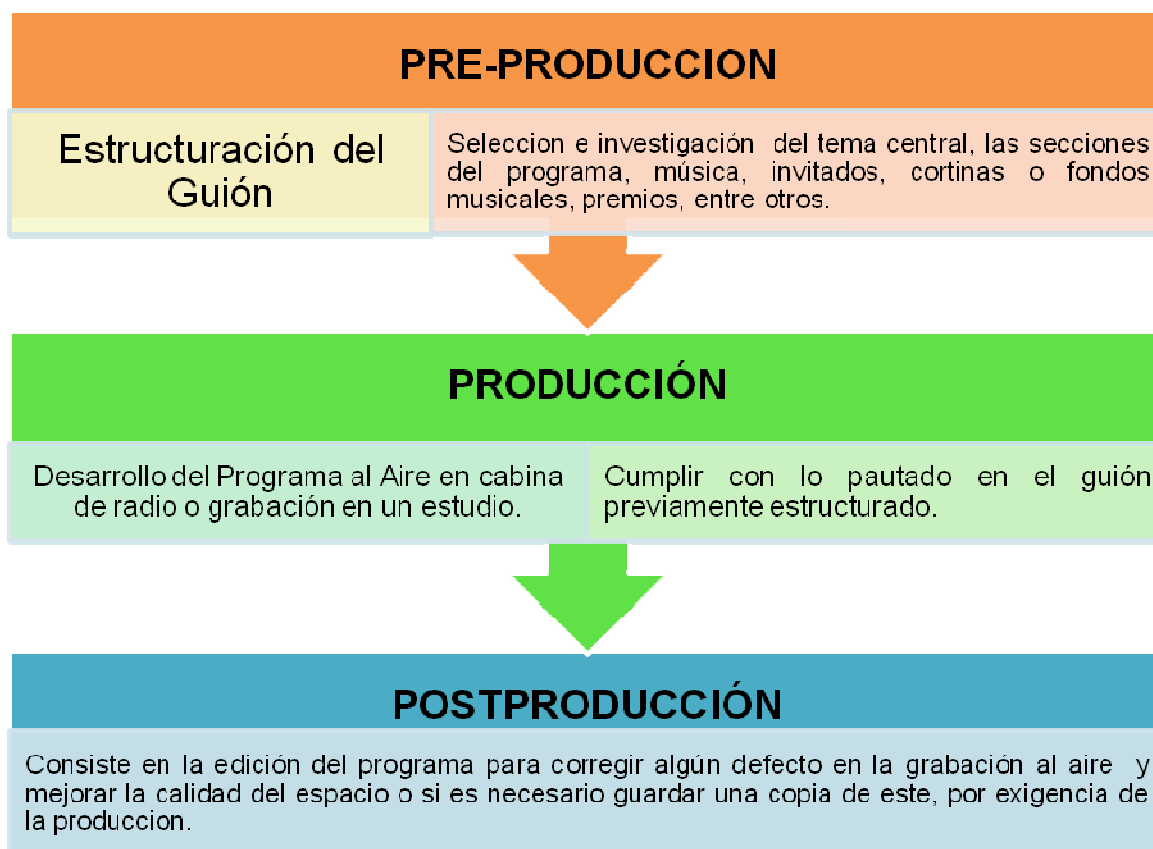 PRE-PRODUCCION
Estructuración del
Guión
Seleccion e investigación del tema central, las secciones
del programa, música, invitados, cortinas o fondos
musicales, premios, entre otros.
PRODUCCIÓN
Desarrollo del Programa al Aire en cabina
de radio o grabación en un estudio.
Cumplir con lo pautado en el guión
previamente estructurado.
POSTPRODUCCIÓN
Consiste en la edición del programa para corregir algún defecto en la grabación al aire y
mejorar la calidad del espacio o si es necesario guardar una copia de este, por exigencia de
la produccion.